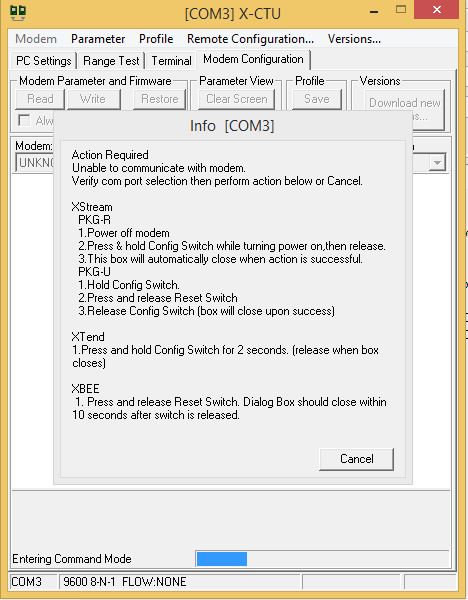 [COM3] X-CTU
Modem Parameter Profile Remote Configuration... Versions...
PC Settings Range Test Terminal Modem Configuration
Modem Parameter and Firmware Parameter View Profile Versions
Read Write Restore Clear Screen Save Download new
Info [COM3]
Modem:
Action Required
Unable to communicate with modem.
Verify com port selection then perform action below or Cancel.
XStream
PKG-R
1.Power off modem
2.Press & hold Config Switch while turning power on,then release.
3.This box will automatically close when action is successful.
PKG-U
1.Hold Config Switch.
2.Press and release Reset Switch
3.Release Config Switch (box will close upon success)
XTend
1.Press and hold Config Switch for 2 seconds. (release when box
closes)
XBEE
1. Press and release Reset Switch. Dialog Box should close within
10 seconds after switch is released.
Cancel
Entering Command Mode
COM3 9600 8-N-1 FLOW:NONE